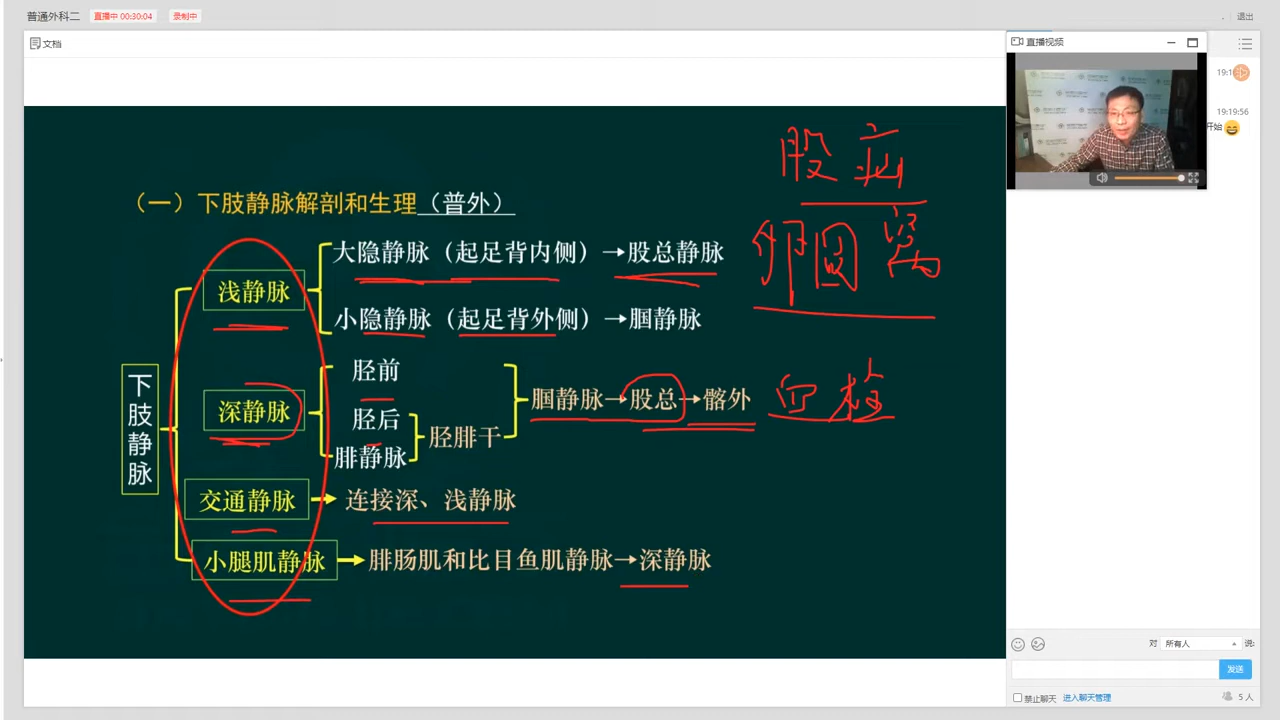 普通外科二 直播中 00:30:04 录制中 退出
文档
直播视频
19:1
19:19:56
开始
股疝
卵圆窝
血栓
(一)下肢静脉解剖和生理(普外)
下肢静脉
浅静脉
大隐静脉(起足背内侧)→股总静脉
小隐静脉(起足背外侧)→腘静脉
深静脉
胫前
胫后
腓静脉
胫腓干
腘静脉→股总→髂外
交通静脉
连接深、浅静脉
小腿肌静脉
腓肠肌和比目鱼肌静脉→深静脉
对 所有人 说:
发送
禁止聊天 进入聊天管理 5 人